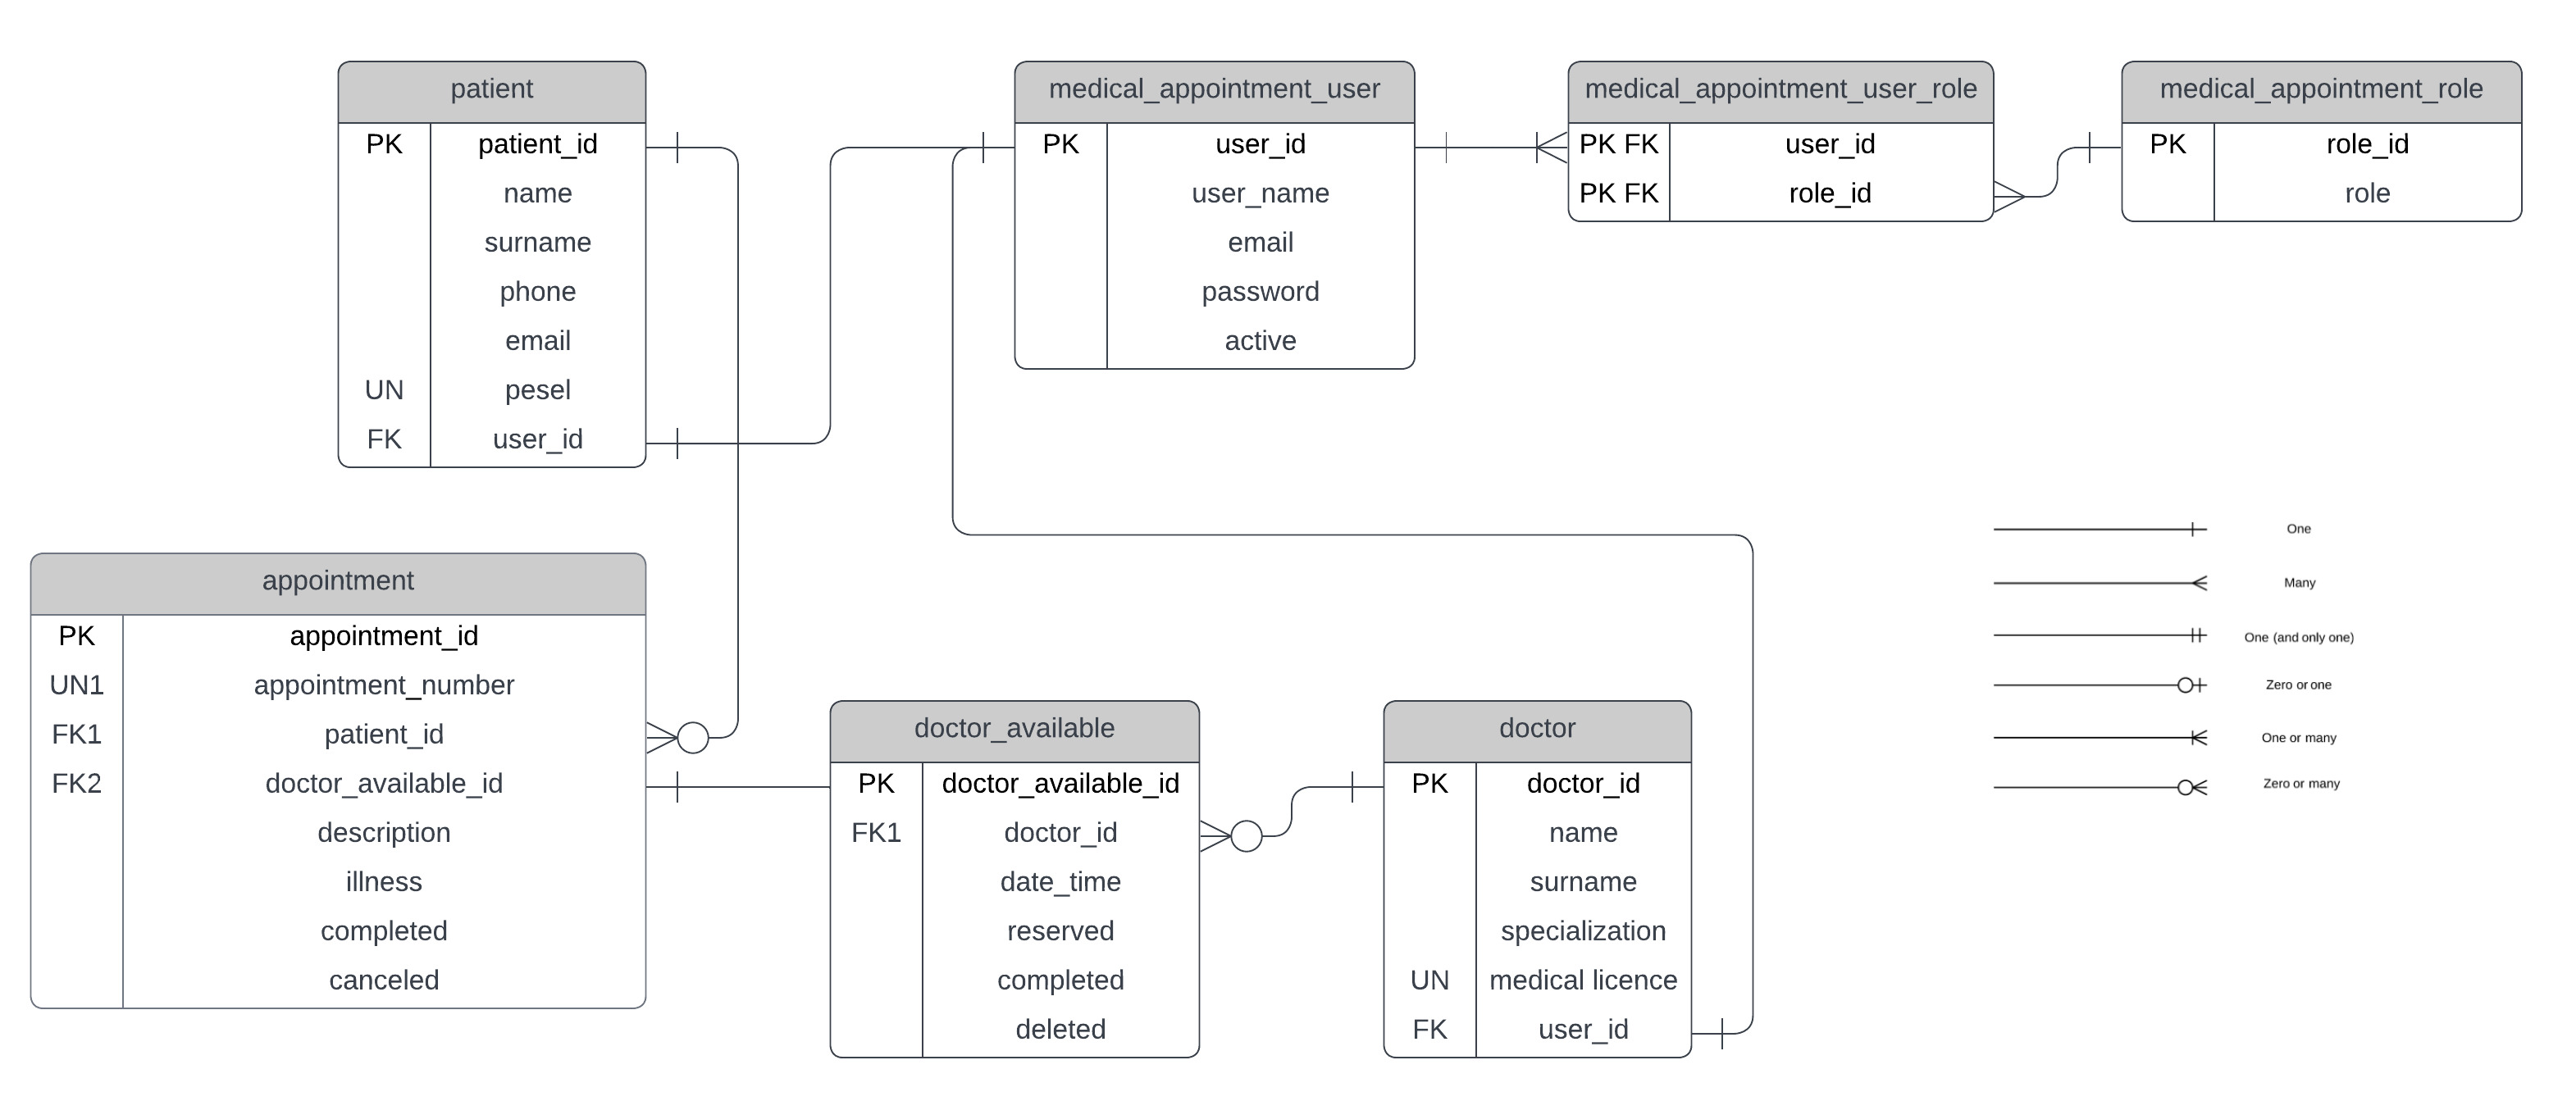 patient
PK patient_id
name
surname
phone
email
UN pesel
FK user_id
medical_appointment_user
PK user_id
user_name
email
password
active
medical_appointment_user_role
PK FK user_id
PK FK role_id
medical_appointment_role
PK role_id
role
appointment
PK appointment_id
UN1 appointment_number
FK1 patient_id
FK2 doctor_available_id
description
illness
completed
canceled
doctor_available
PK doctor_available_id
FK1 doctor_id
date_time
reserved
completed
deleted
doctor
PK doctor_id
name
surname
specialization
UN medical licence
FK user_id
One
Many
One (and only one)
Zero or one
One or many
Zero or many